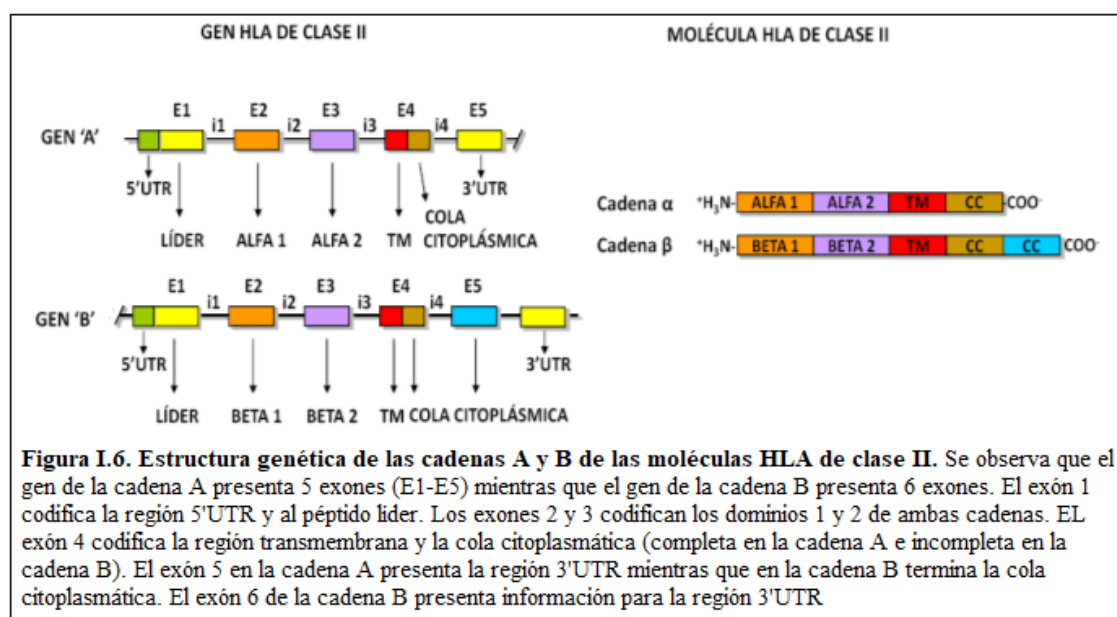 GEN HLA DE CLASE II
MOLÉCULA HLA DE CLASE II
E1 E2 E3 E4 E5
i1 i2 i3 i4
GEN 'A'
5'UTR 3'UTR
COLA
LÍDER ALFA 1 ALFA 2 TM CITOPLÁSMICA
Cadena α ⁺H₃N- ALFA 1 ALFA 2 TM CC -COO⁻
Cadena β ⁺H₃N- BETA 1 BETA 2 TM CC CC COO⁻
E1 E2 E3 E4 E5
i1 i2 i3 i4
GEN 'B'
5'UTR 3'UTR
LÍDER BETA 1 BETA 2 TM COLA CITOPLÁSMICA
Figura I.6. Estructura genética de las cadenas A y B de las moléculas HLA de clase II. Se observa que el
gen de la cadena A presenta 5 exones (E1-E5) mientras que el gen de la cadena B presenta 6 exones. El exón 1
codifica la región 5'UTR y al péptido líder. Los exones 2 y 3 codifican los dominios 1 y 2 de ambas cadenas. EL
exón 4 codifica la región transmembrana y la cola citoplasmática (completa en la cadena A e incompleta en la
cadena B). El exón 5 en la cadena A presenta la región 3'UTR mientras que en la cadena B termina la cola
citoplasmática. El exón 6 de la cadena B presenta información para la región 3'UTR